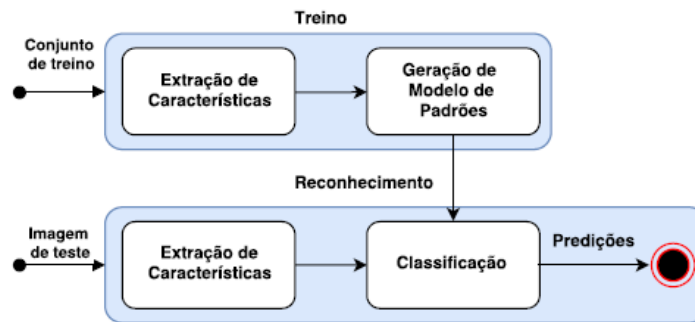 Treino
Conjunto
de treino
Extração de
Características
Geração de
Modelo de
Padrões
Reconhecimento
Imagem
de teste
Extração de
Características
Classificação
Predições